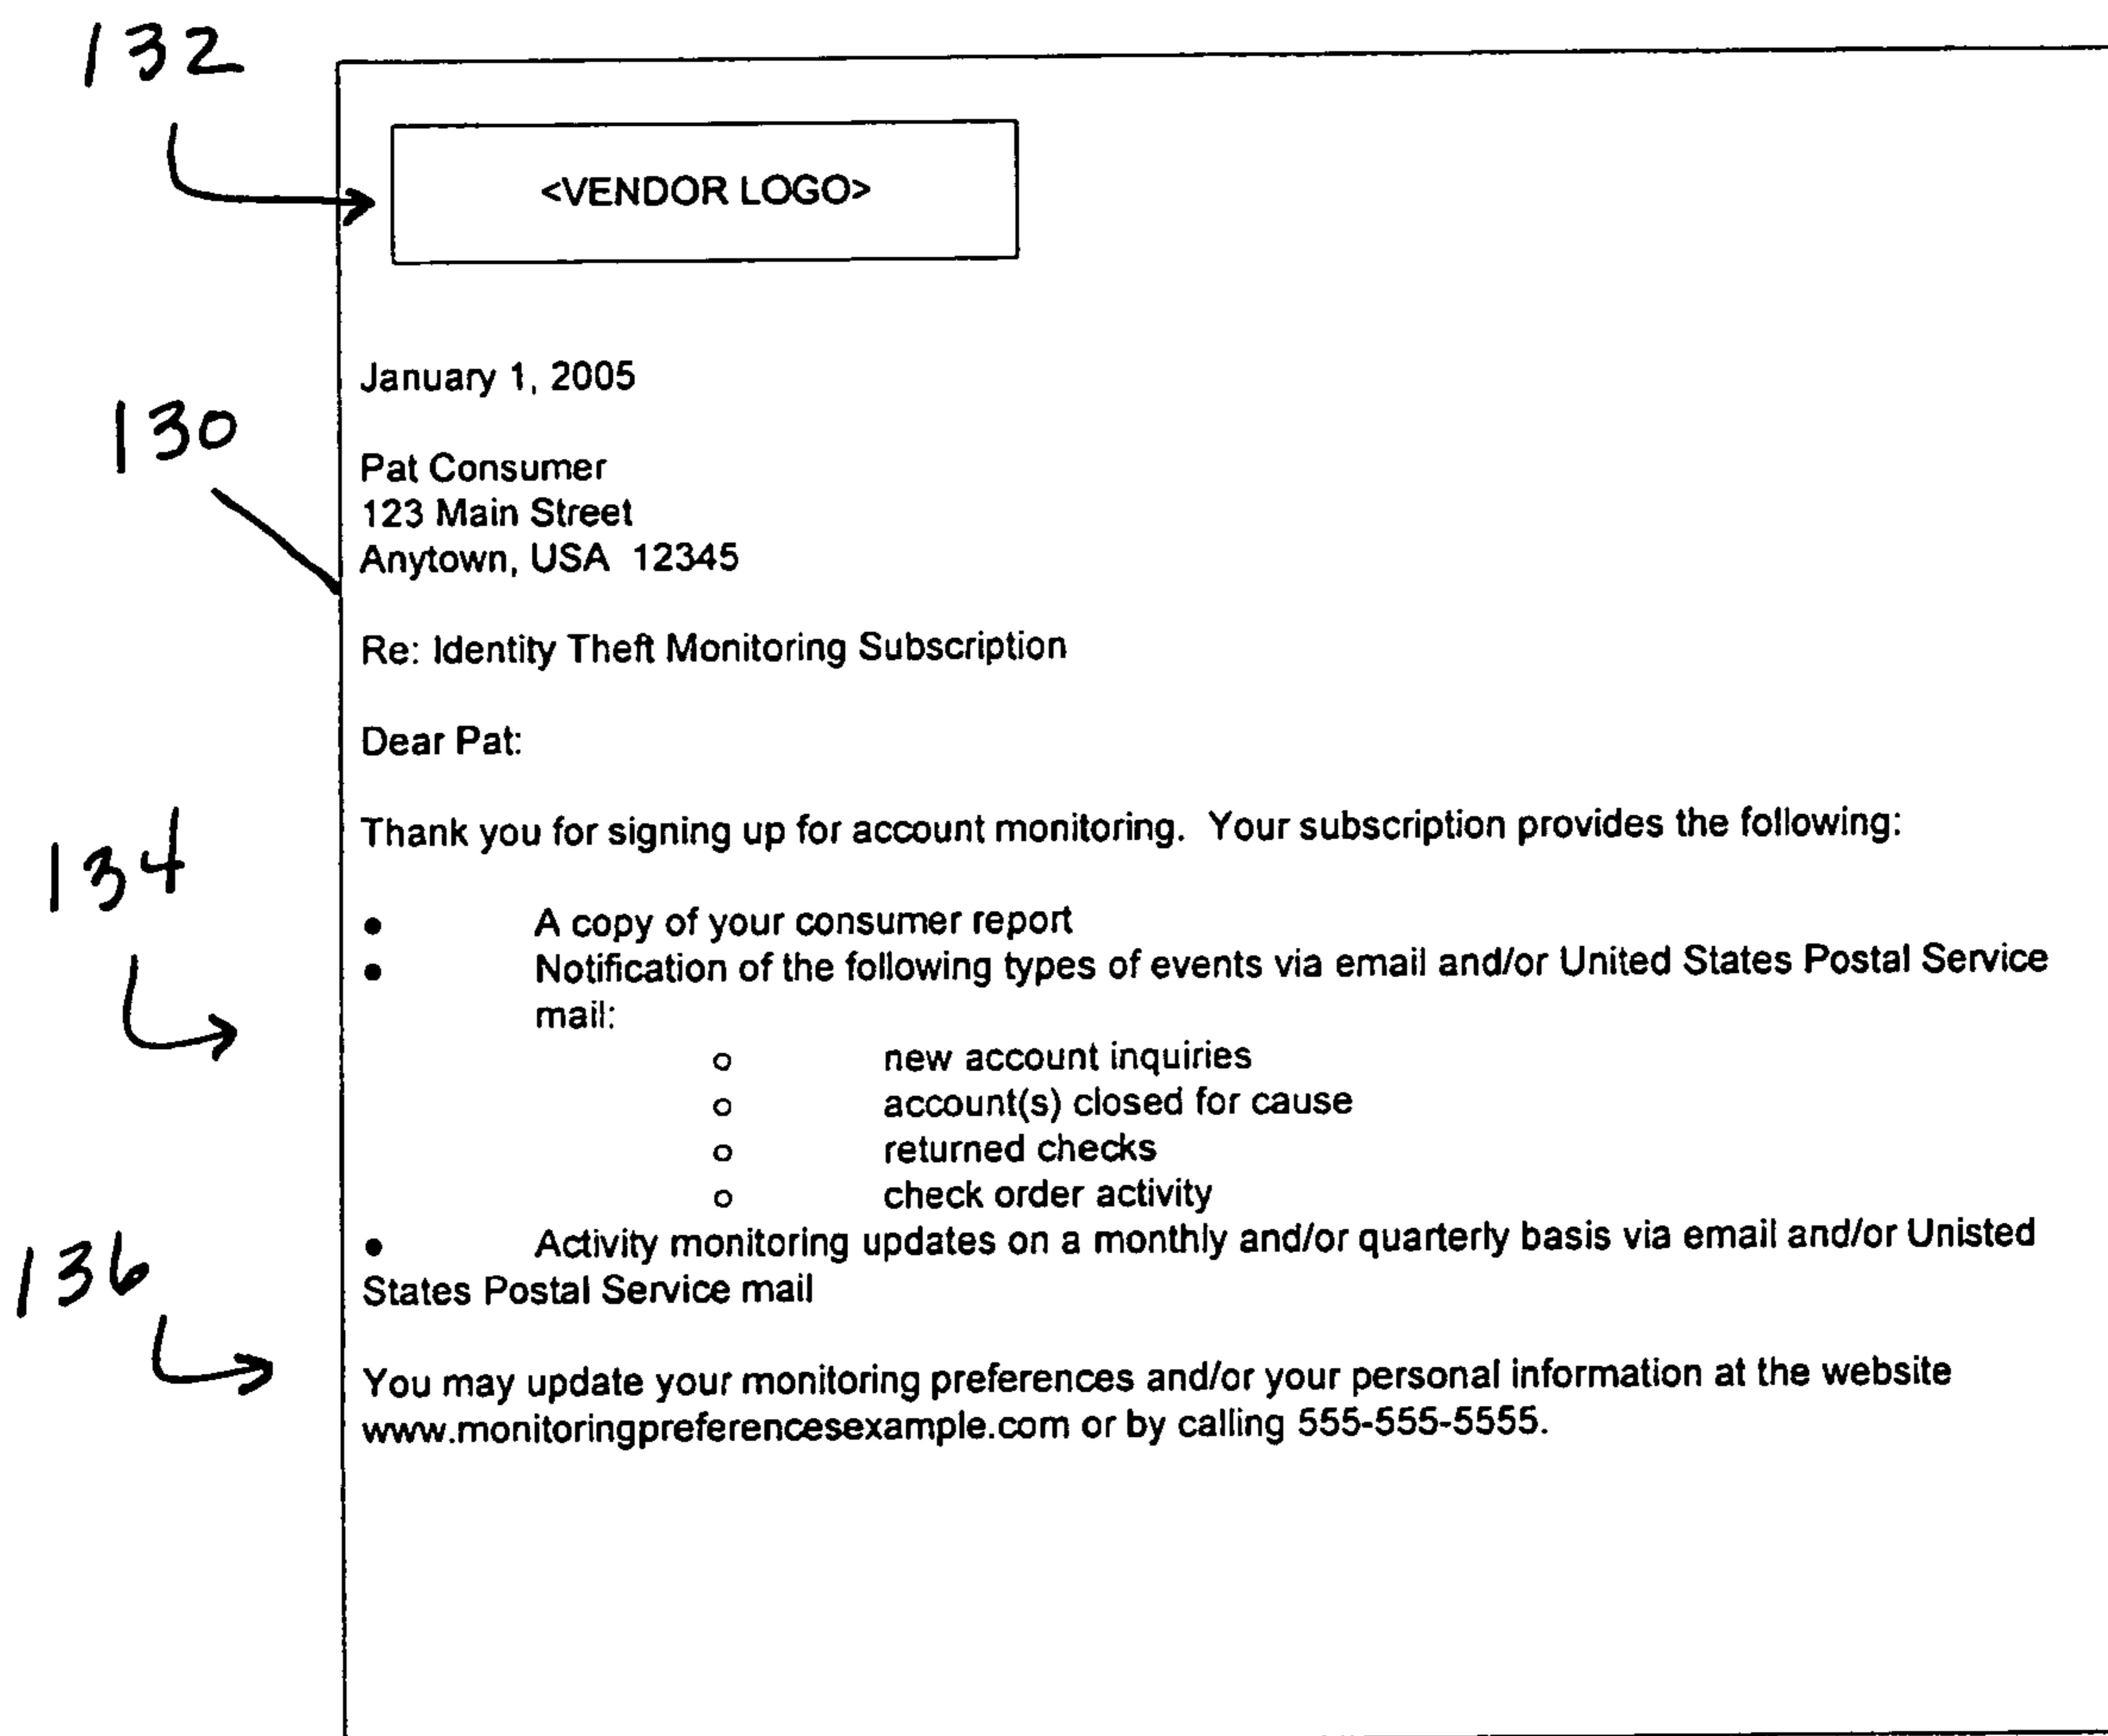 132
<VENDOR LOGO>
January 1, 2005
130
Pat Consumer
123 Main Street
Anytown, USA 12345
Re: Identity Theft Monitoring Subscription
Dear Pat:
Thank you for signing up for account monitoring. Your subscription provides the following:
134
• A copy of your consumer report
• Notification of the following types of events via email and/or United States Postal Service
mail:
o new account inquiries
o account(s) closed for cause
o returned checks
o check order activity
136
• Activity monitoring updates on a monthly and/or quarterly basis via email and/or Unisted
States Postal Service mail
You may update your monitoring preferences and/or your personal information at the website
www.monitoringpreferencesexample.com or by calling 555-555-5555.